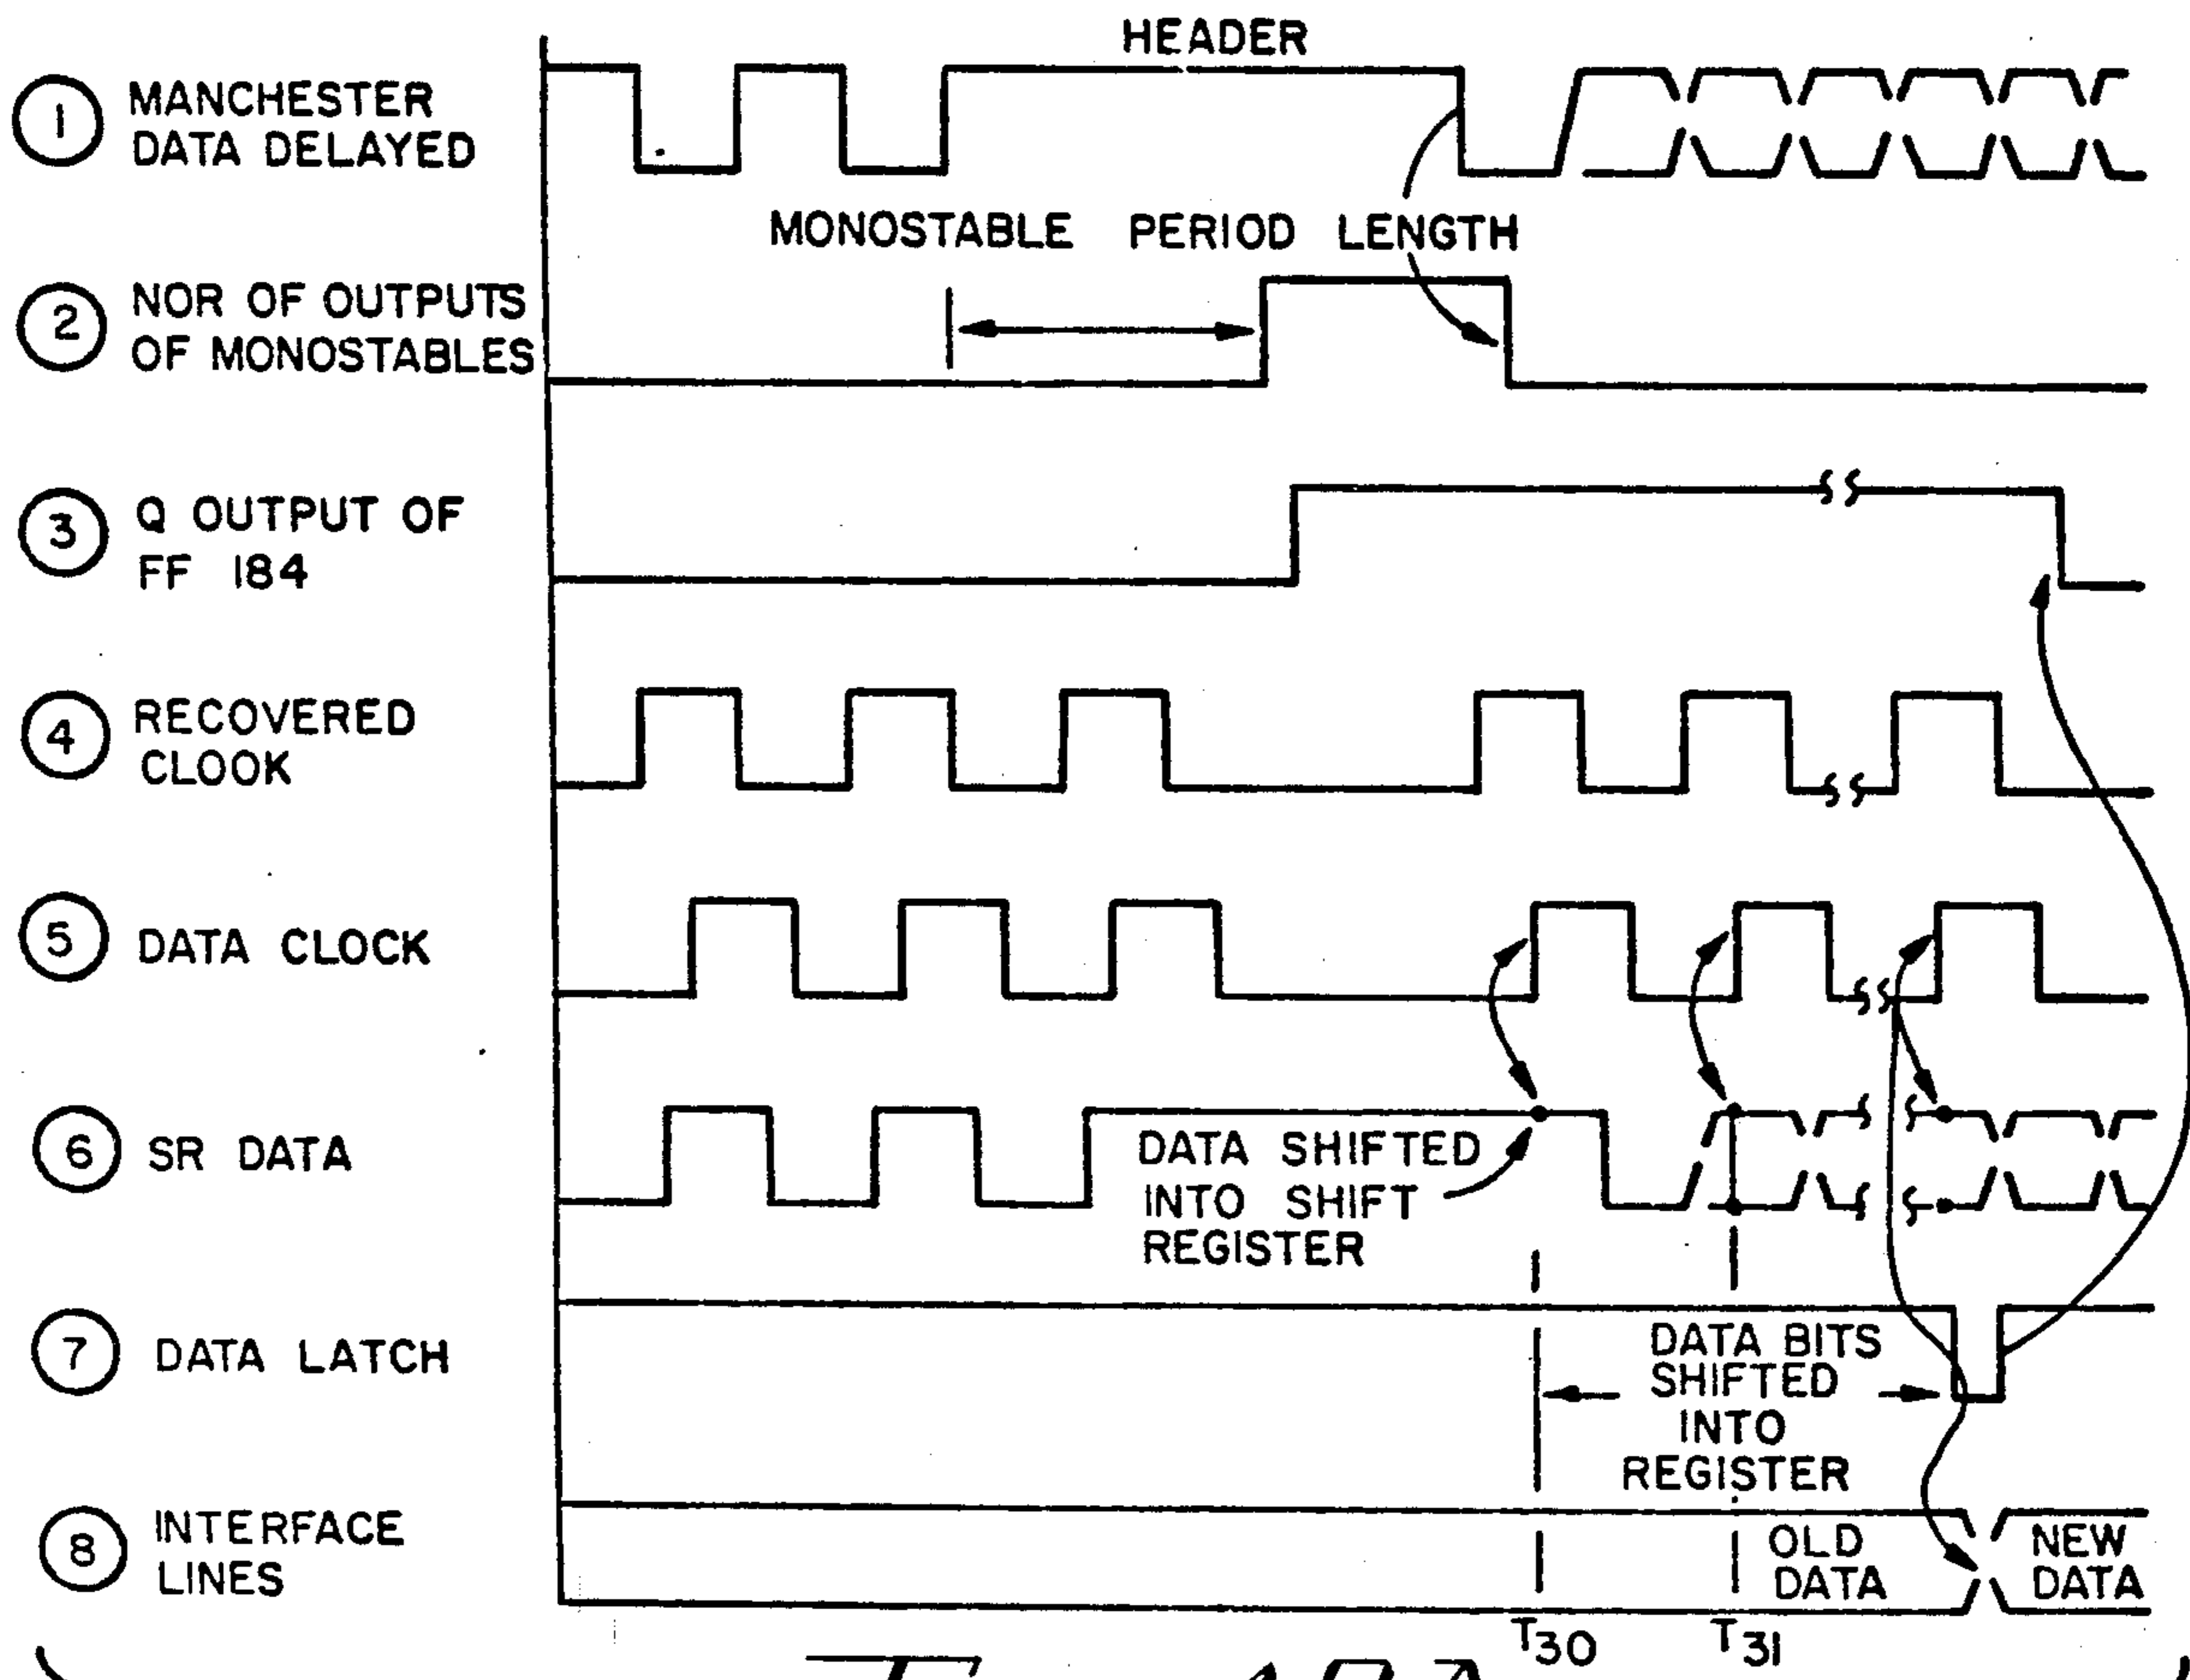 HEADER
1 MANCHESTER
DATA DELAYED
MONOSTABLE PERIOD LENGTH
2 NOR OF OUTPUTS
OF MONOSTABLES
3 Q OUTPUT OF
FF 184
4 RECOVERED
CLOOK
5 DATA CLOCK
6 SR DATA
DATA SHIFTED
INTO SHIFT
REGISTER
7 DATA LATCH
DATA BITS
SHIFTED
INTO
REGISTER
8 INTERFACE
LINES
OLD
DATA
NEW
DATA
T30
T31